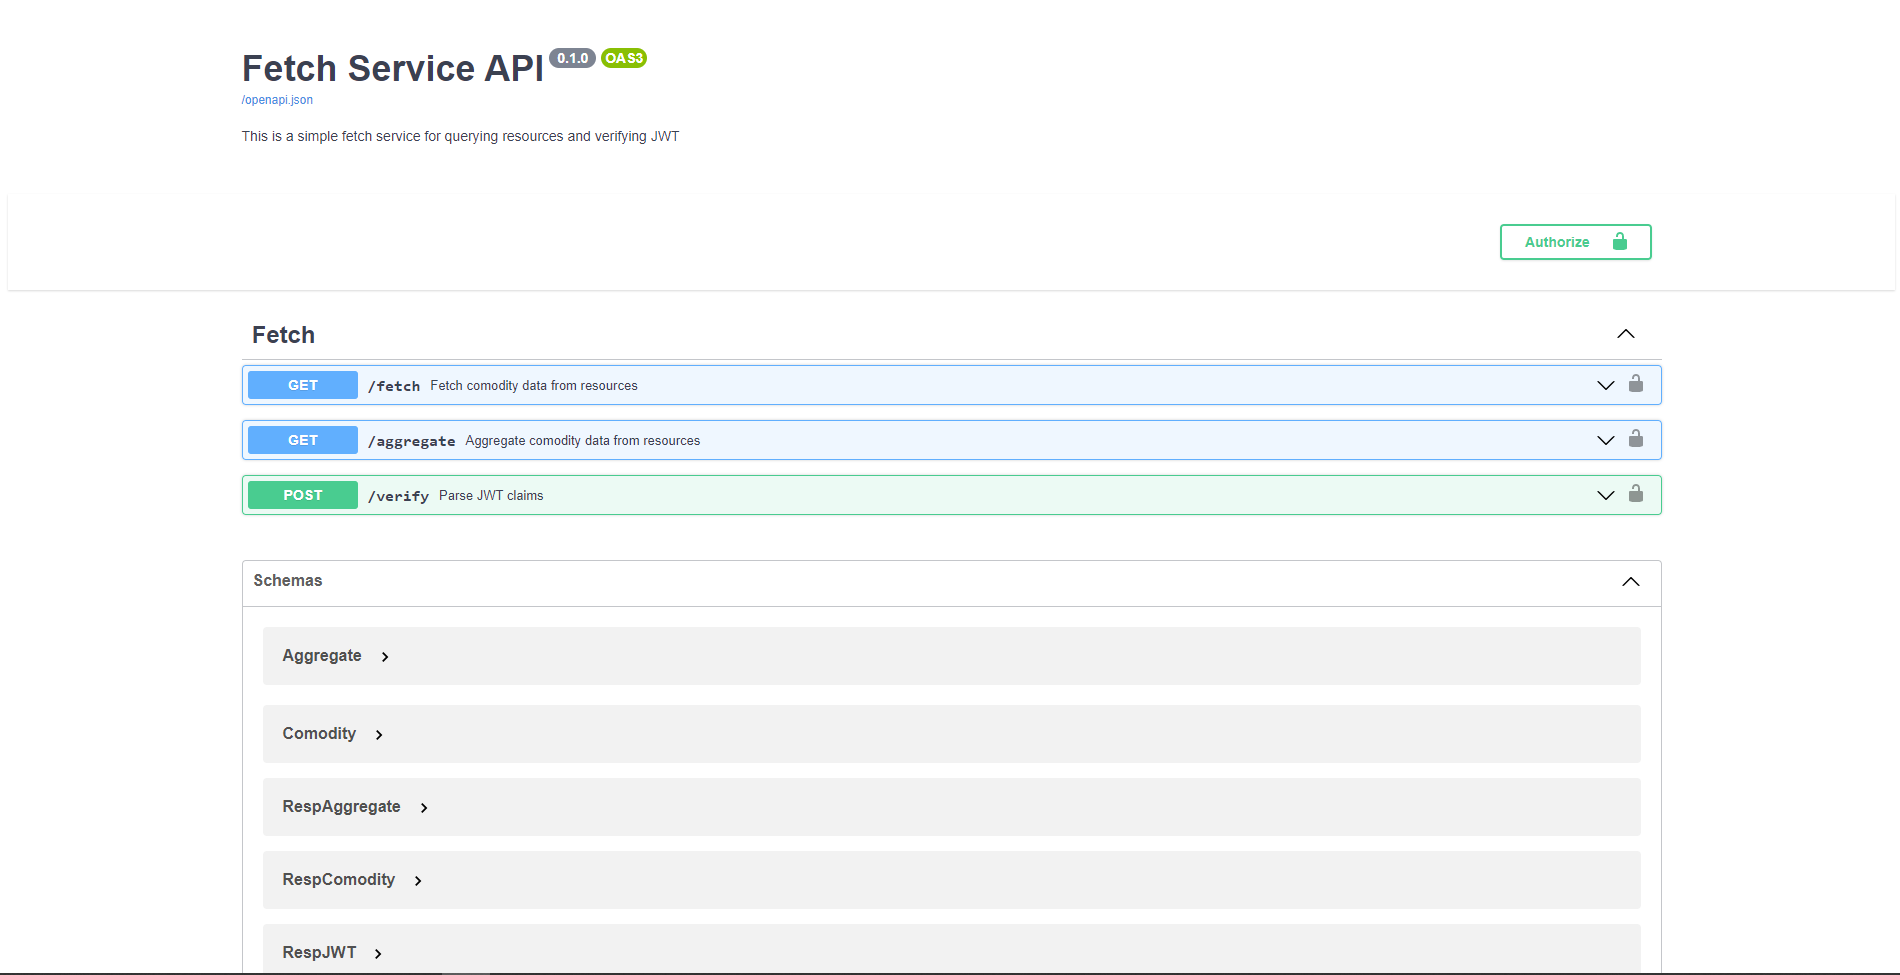 Fetch Service API 0.1.0 OAS3
/openapi.json
This is a simple fetch service for querying resources and verifying JWT
Authorize
Fetch
GET /fetch Fetch comodity data from resources
GET /aggregate Aggregate comodity data from resources
POST /verify Parse JWT claims
Schemas
Aggregate
Comodity
RespAggregate
RespComodity
RespJWT